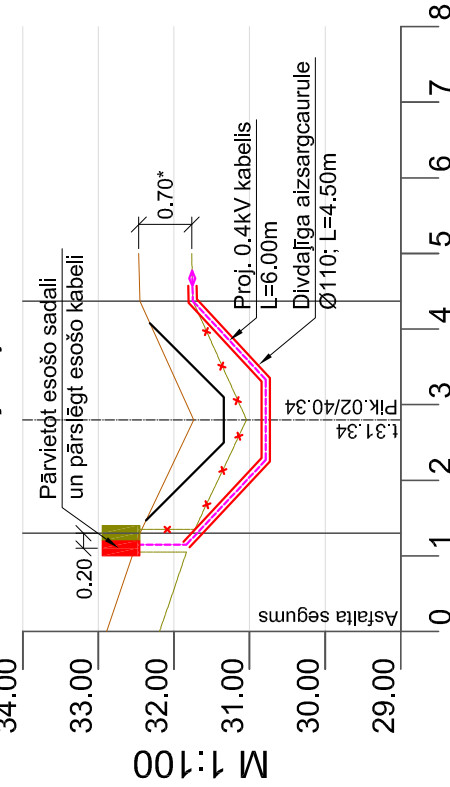 Pārvietot esošo sadali
un pārslēgt esošo kabeli
0.20
0.70*
Proj. 0.4kV kabelis
L=6.00m
Divdaļīga aizsargcaurule
Ø110; L=4.50m
Pik.02/40.34
t.31.34
Asfalta segums
34.00
33.00
32.00
31.00
30.00
29.00
M 1:100
0
1
2
3
4
5
6
7
8